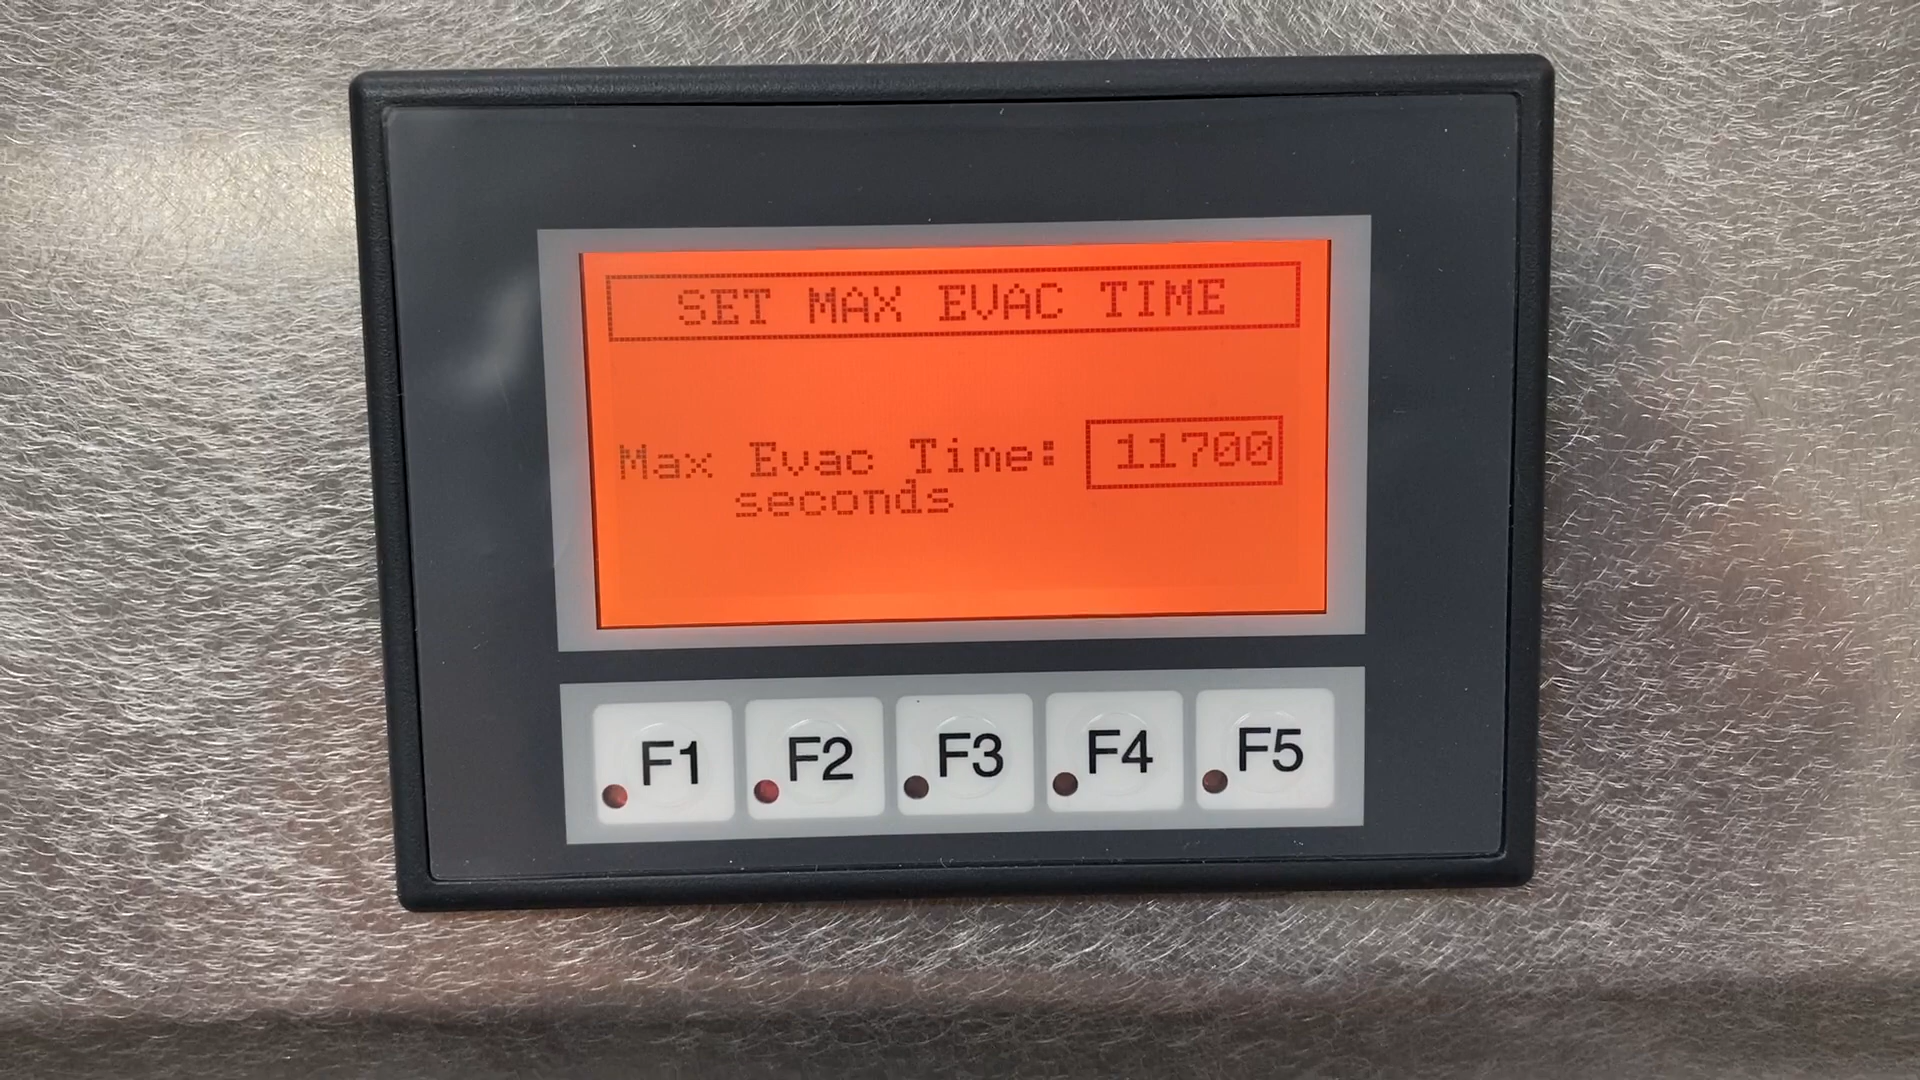 SET MAX EVAC TIME
Max Evac Time: 11700
seconds
F1 F2 F3 F4 F5